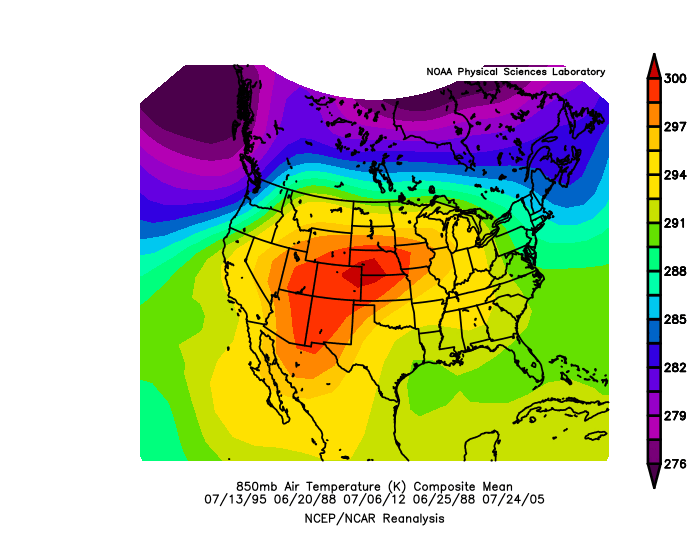 NOAA Physical Sciences Laboratory
300
297
294
291
288
285
282
279
276
850mb Air Temperature (K) Composite Mean
07/13/95 06/20/88 07/06/12 06/25/88 07/24/05
NCEP/NCAR Reanalysis